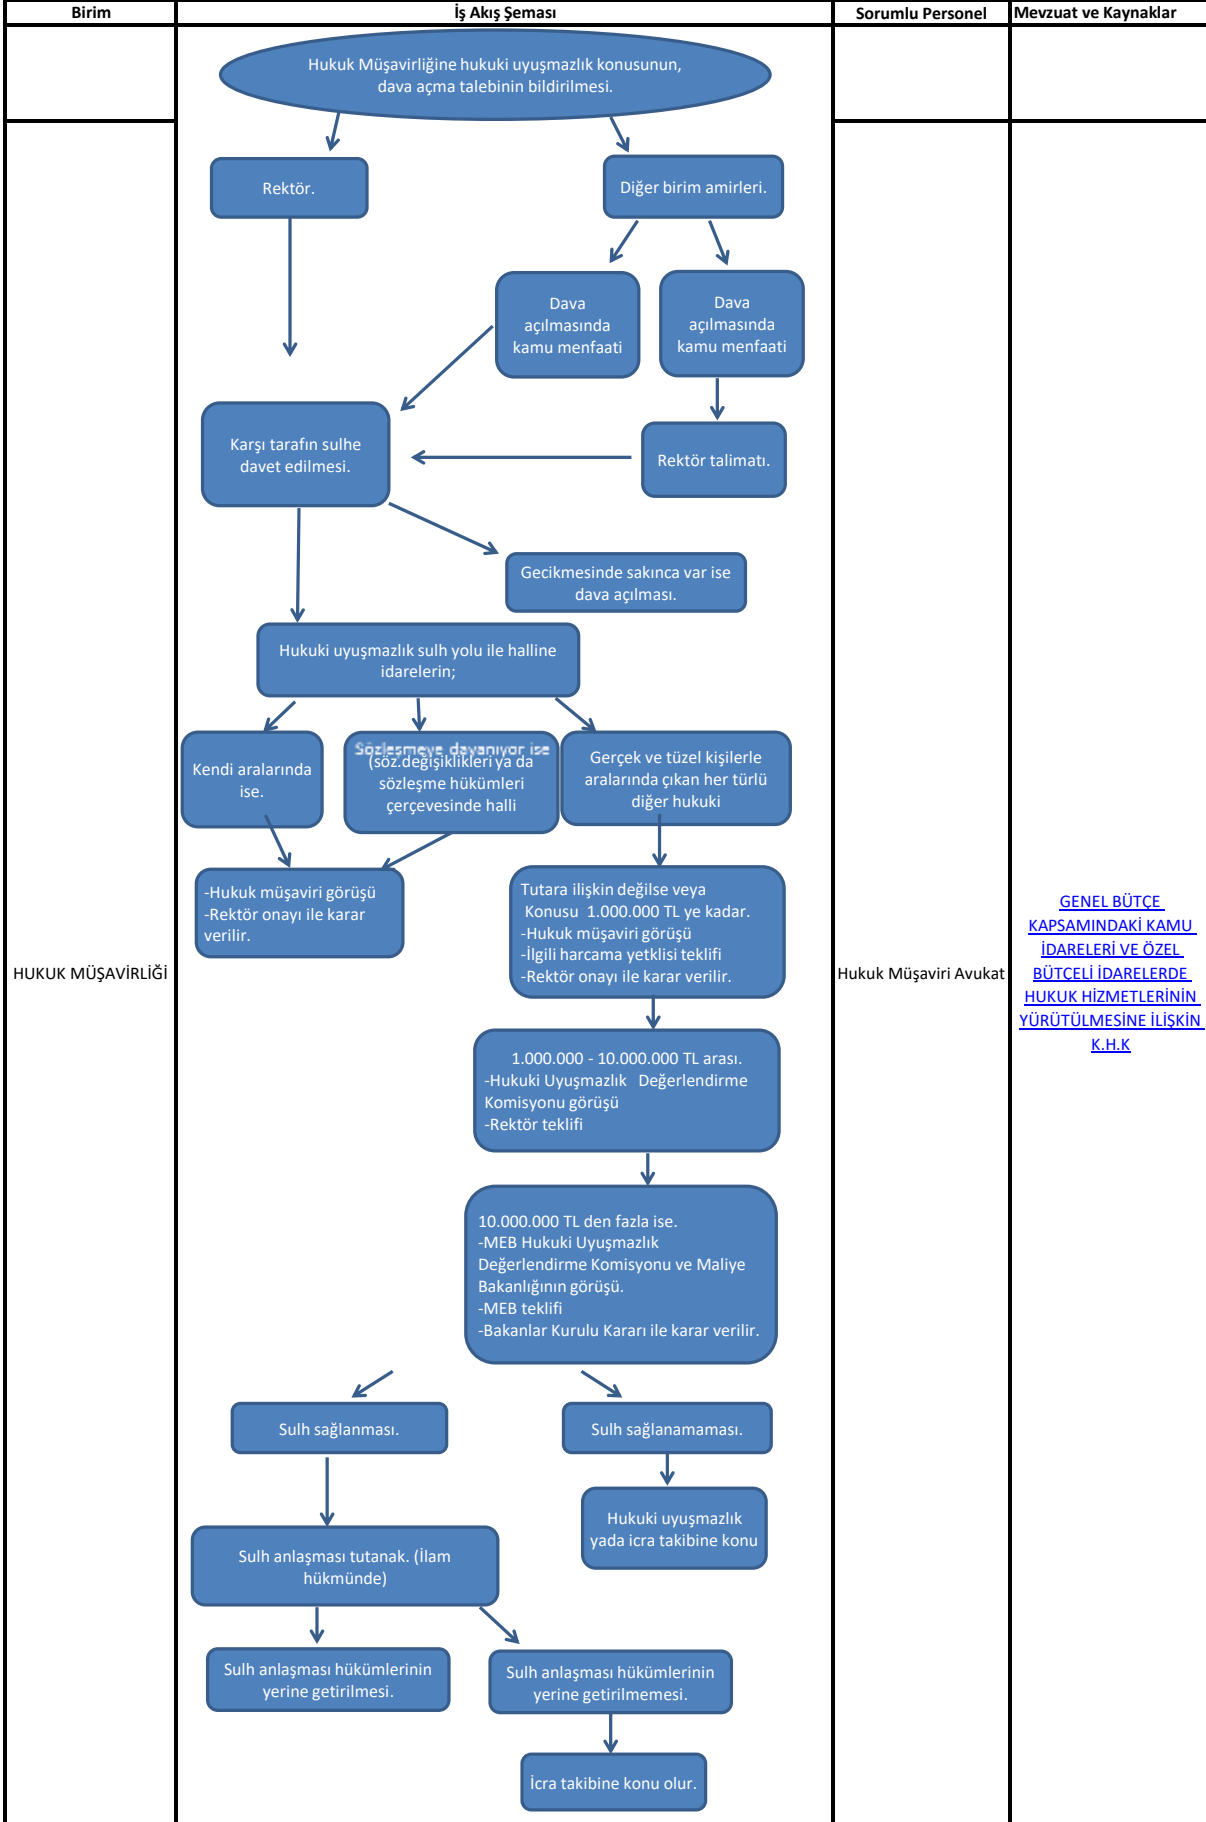 Birim
İş Akış Şeması
Sorumlu Personel
Mevzuat ve Kaynaklar
Hukuk Müşavirliğine hukuki uyuşmazlık konusunun,
dava açma talebinin bildirilmesi.
Rektör.
Diğer birim amirleri.
Dava
açılmasında
kamu menfaati
Dava
açılmasında
kamu menfaati
Karşı tarafın sulhe
davet edilmesi.
Rektör talimatı.
Gecikmesinde sakınca var ise
dava açılması.
Hukuki uyuşmazlık sulh yolu ile halline
idarelerin;
Kendi aralarında
ise.
Sözleşmeye dayanıyor ise
(söz.değişiklikleri ya da
sözleşme hükümleri
çerçevesinde halli
Gerçek ve tüzel kişilerle
aralarında çıkan her türlü
diğer hukuki
-Hukuk müşaviri görüşü
-Rektör onayı ile karar
verilir.
Tutara ilişkin değilse veya
Konusu 1.000.000 TL ye kadar.
-Hukuk müşaviri görüşü
-İlgili harcama yetklisi teklifi
-Rektör onayı ile karar verilir.
HUKUK MÜŞAVİRLİĞİ
Hukuk Müşaviri Avukat
GENEL BÜTÇE
KAPSAMINDAKİ KAMU
İDARELERİ VE ÖZEL
BÜTÇELİ İDARELERDE
HUKUK HİZMETLERİNİN
YÜRÜTÜLMESİNE İLİŞKİN
K.H.K
1.000.000 - 10.000.000 TL arası.
-Hukuki Uyuşmazlık Değerlendirme
Komisyonu görüşü
-Rektör teklifi
10.000.000 TL den fazla ise.
-MEB Hukuki Uyuşmazlık
Değerlendirme Komisyonu ve Maliye
Bakanlığının görüşü.
-MEB teklifi
-Bakanlar Kurulu Kararı ile karar verilir.
Sulh sağlanması.
Sulh sağlanamaması.
Hukuki uyuşmazlık
yada icra takibine konu
Sulh anlaşması tutanak. (İlam
hükmünde)
Sulh anlaşması hükümlerinin
yerine getirilmesi.
Sulh anlaşması hükümlerinin
yerine getirilmemesi.
İcra takibine konu olur.